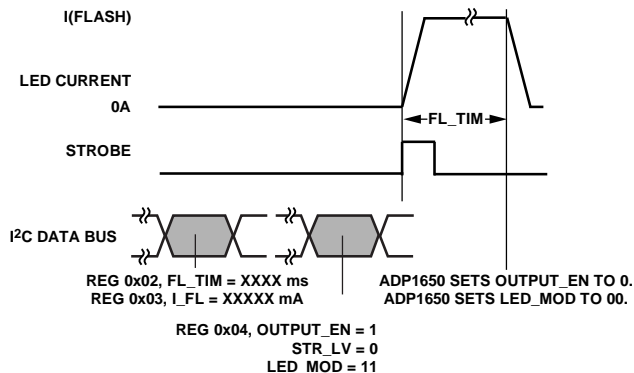 I(FLASH)
LED CURRENT
0A
FL_TIM
STROBE
I2C DATA BUS
REG 0x02, FL_TIM = XXXX ms
REG 0x03, I_FL = XXXXX mA
ADP1650 SETS OUTPUT_EN TO 0.
ADP1650 SETS LED_MOD TO 00.
REG 0x04, OUTPUT_EN = 1
STR_LV = 0
LED_MOD = 11